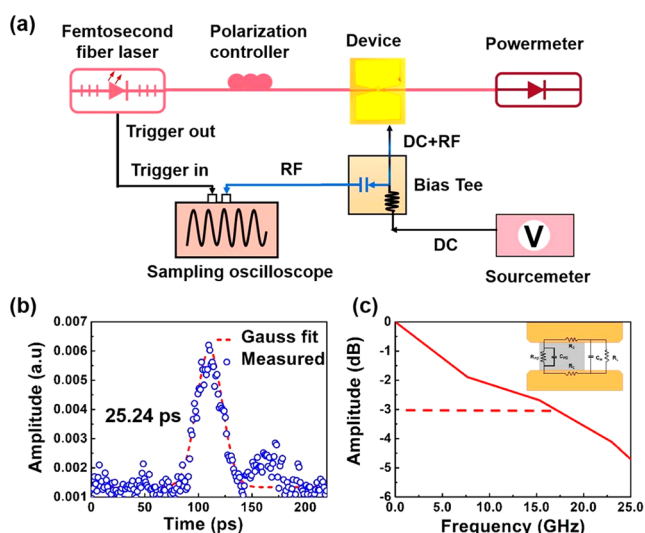 (a)
Femtosecond
fiber laser
Polarization
controller
Device
Powermeter
Trigger out
Trigger in
RF
DC+RF
Bias Tee
DC
V
Sampling oscilloscope
Sourcemeter
(b)
0.007
0.006
0.005
0.004
0.003
0.002
0.001
Amplitude (a.u)
Gauss fit
Measured
25.24 ps
0
50
100
150
200
Time (ps)
(c)
0
-1
-2
-3
-4
-5
-6
Amplitude (dB)
0.0
5.0
10.0
15.0
20.0
25.0
Frequency (GHz)